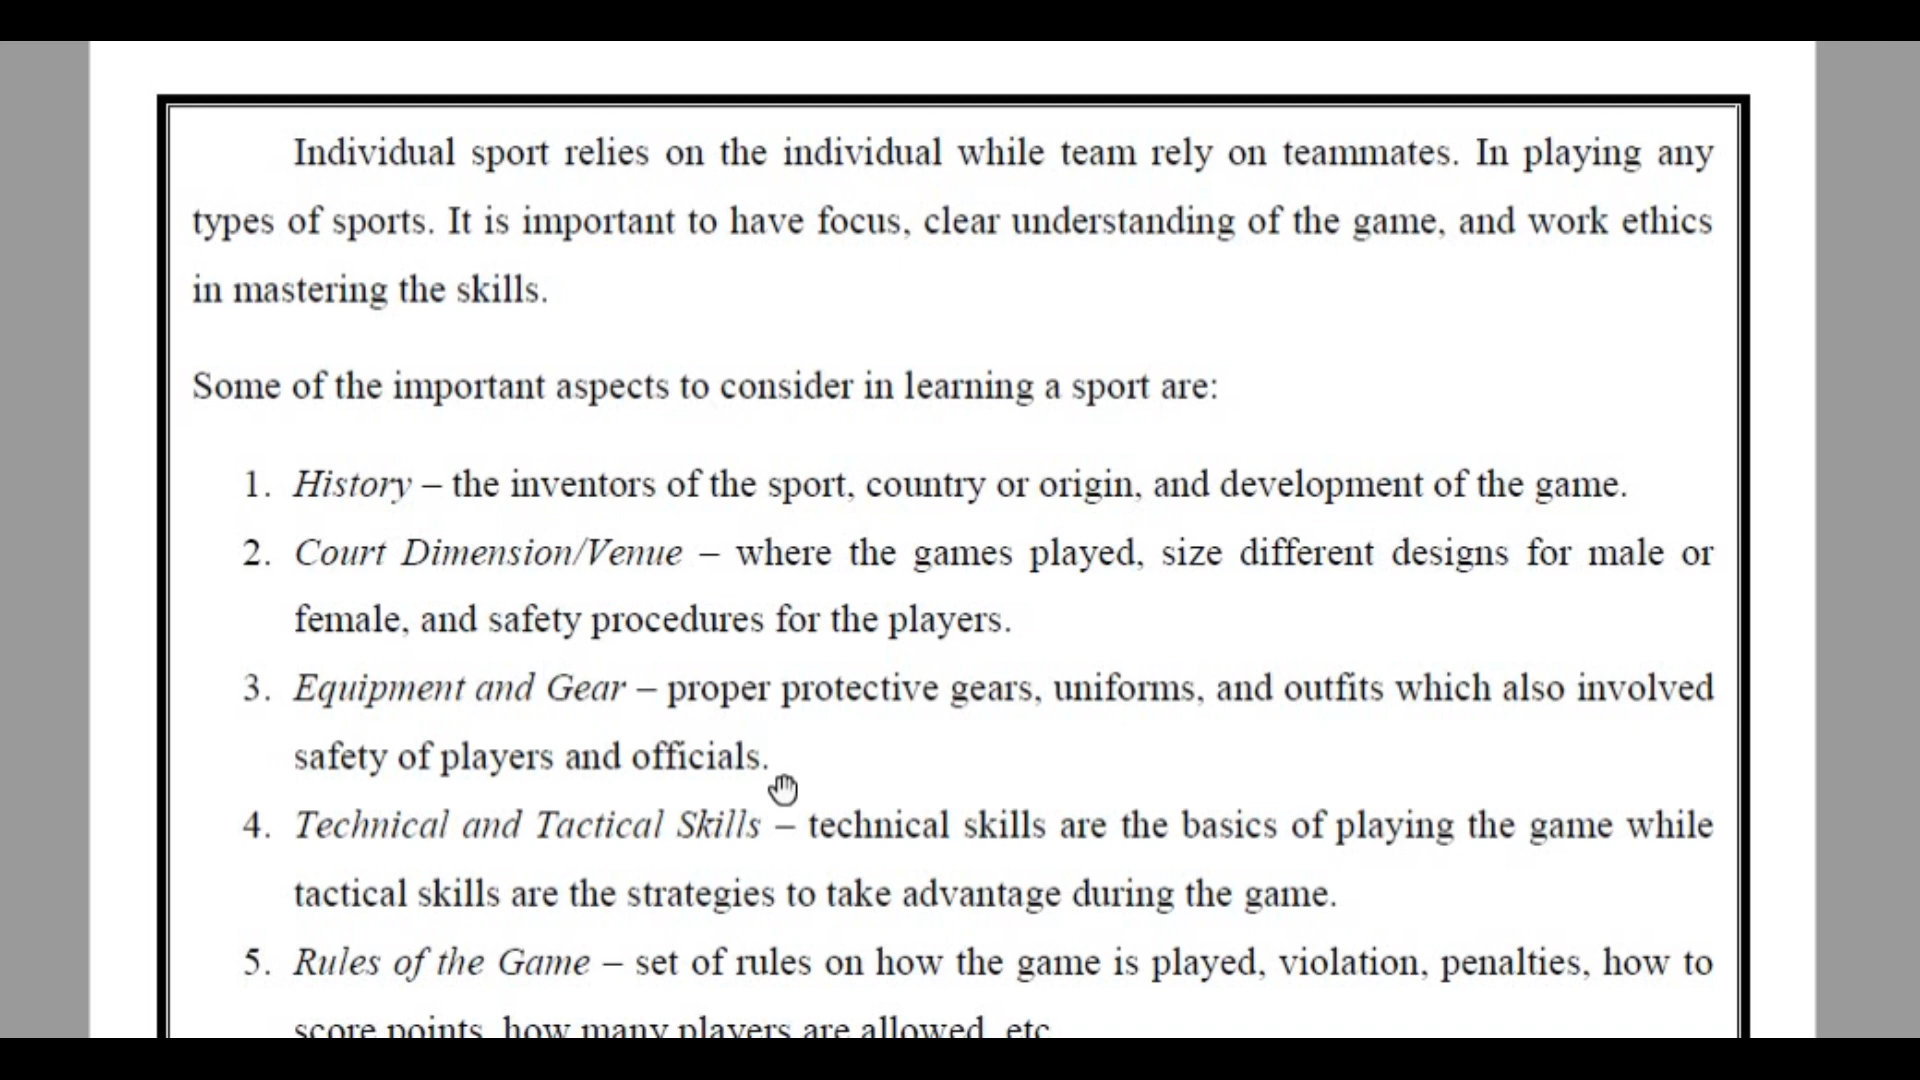 Individual sport relies on the individual while team rely on teammates. In playing any
types of sports. It is important to have focus, clear understanding of the game, and work ethics
in mastering the skills.
Some of the important aspects to consider in learning a sport are:
1. History – the inventors of the sport, country or origin, and development of the game.
2. Court Dimension/Venue – where the games played, size different designs for male or
female, and safety procedures for the players.
3. Equipment and Gear – proper protective gears, uniforms, and outfits which also involved
safety of players and officials.
4. Technical and Tactical Skills – technical skills are the basics of playing the game while
tactical skills are the strategies to take advantage during the game.
5. Rules of the Game – set of rules on how the game is played, violation, penalties, how to
score points, how many players are allowed, etc